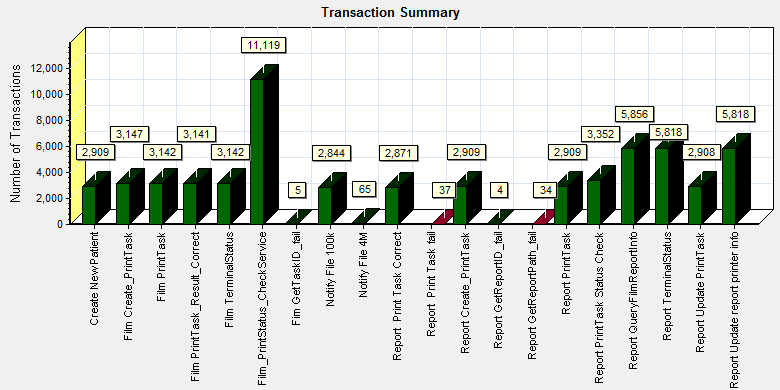 Transaction Summary
Number of Transactions
12,000
10,000
8,000
6,000
4,000
2,000
0
2,909
3,147
3,142
3,141
3,142
11,119
5
2,844
65
2,871
37
2,909
4
34
2,909
3,352
5,856
5,818
2,908
5,818
Create NewPatient
Film Create_PrintTask
Film PrintTask
Film PrintTask_Result_Correct
Film TerminalStatus
Film_PrintStatus_CheckService
Fim GetTaskID_fail
Notify File 100k
Notify File 4M
Report  Print Task Correct
Report  Print Task fail
Report Create_PrintTask
Report GetReportID_fail
Report GetReportPath_fail
Report PrintTask
Report PrintTask Status Check
Report QueryFilmReportInfo
Report TerminalStatus
Report Update PrintTask
Report Update report printer info